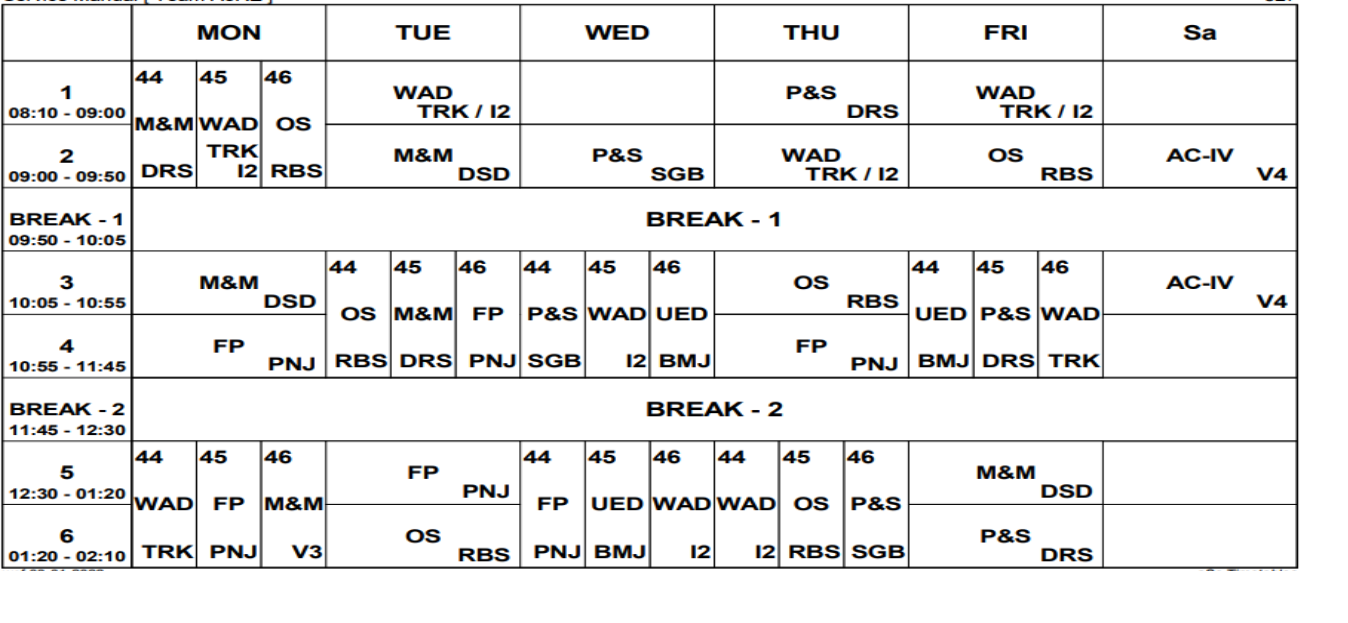 MON TUE WED THU FRI Sa
1
08:10 - 09:00
44 45 46
M&M WAD OS
DRS TRK I2 RBS
WAD
TRK / I2
P&S
DRS
WAD
TRK / I2
2
09:00 - 09:50
M&M
DSD
P&S
SGB
WAD
TRK / I2
OS
RBS
AC-IV
V4
BREAK - 1
09:50 - 10:05
BREAK - 1
3
10:05 - 10:55
M&M
DSD
44 45 46
OS M&M FP
RBS DRS PNJ
44 45 46
P&S WAD UED
SGB I2 BMJ
OS
RBS
44 45 46
UED P&S WAD
BMJ DRS TRK
AC-IV
V4
4
10:55 - 11:45
FP
PNJ
FP
PNJ
BREAK - 2
11:45 - 12:30
BREAK - 2
5
12:30 - 01:20
44 45 46
WAD FP M&M
TRK PNJ V3
FP
PNJ
44 45 46
FP UED WAD
PNJ BMJ I2
44 45 46
WAD OS P&S
I2 RBS SGB
M&M
DSD
6
01:20 - 02:10
OS
RBS
P&S
DRS